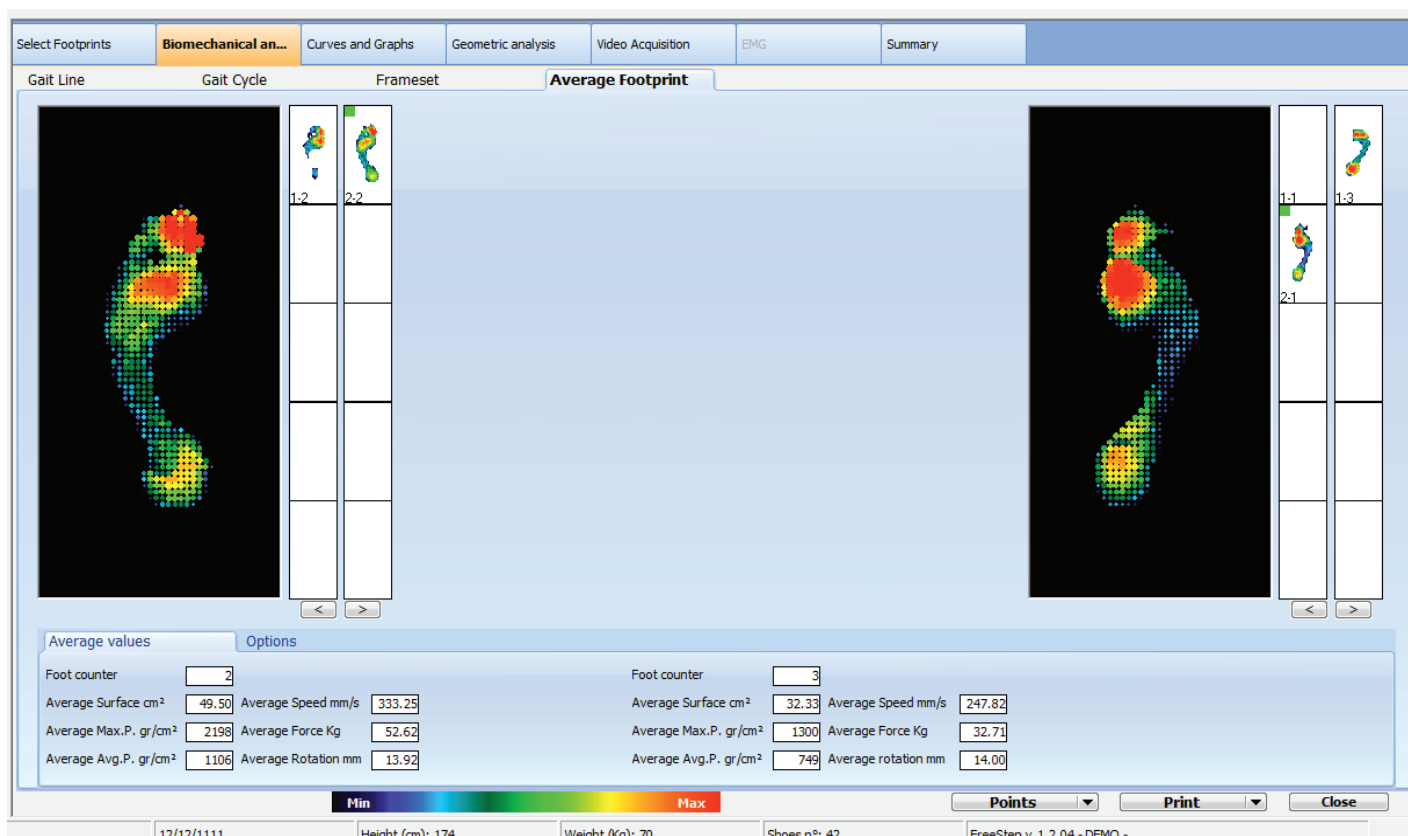 Select Footprints Biomechanical an... Curves and Graphs Geometric analysis Video Acquisition EMG Summary
Gait Line Gait Cycle Frameset Average Footprint
1-2 2-2 1-1 1-3
2-1
< > < >
Average values Options
Foot counter 2 Foot counter 3
Average Surface cm² 49.50 Average Speed mm/s 333.25 Average Surface cm² 32.33 Average Speed mm/s 247.82
Average Max.P. gr/cm² 2198 Average Force Kg 52.62 Average Max.P. gr/cm² 1300 Average Force Kg 32.71
Average Avg.P. gr/cm² 1106 Average Rotation mm 13.92 Average Avg.P. gr/cm² 749 Average rotation mm 14.00
Min Max Points Print Close
12/12/1111 Height (cm): 174 Weight (Kg): 70 Shoes n°: 42 FreeStep v. 1.2.04 - DEMO -